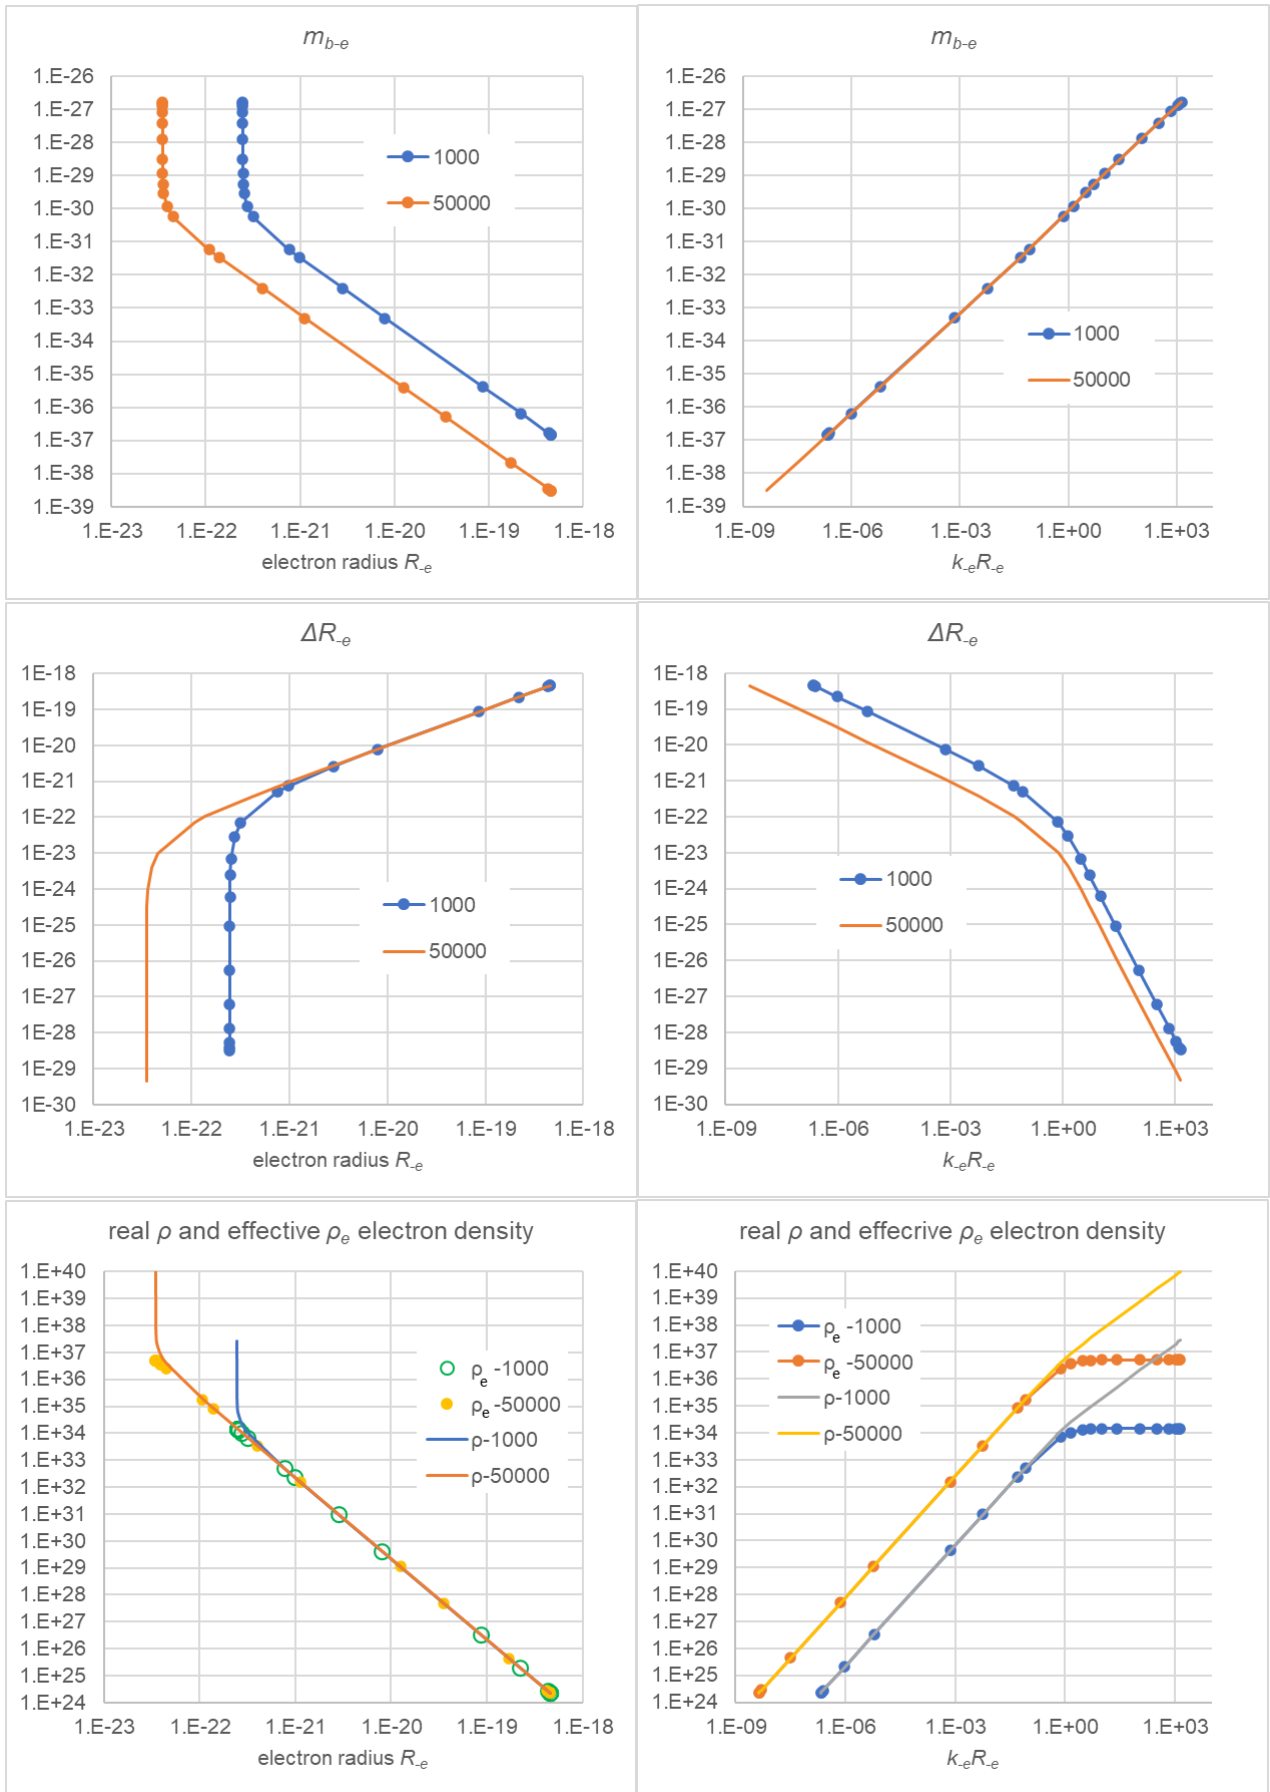 m_b-e
1.E-26
1.E-27
1.E-28
1.E-29
1.E-30
1.E-31
1.E-32
1.E-33
1.E-34
1.E-35
1.E-36
1.E-37
1.E-38
1.E-39
1000
50000
1.E-23 1.E-22 1.E-21 1.E-20 1.E-19 1.E-18
electron radius R_-e
m_b-e
1.E-26
1.E-27
1.E-28
1.E-29
1.E-30
1.E-31
1.E-32
1.E-33
1.E-34
1.E-35
1.E-36
1.E-37
1.E-38
1.E-39
1000
50000
1.E-09 1.E-06 1.E-03 1.E+00 1.E+03
k_-eR_-e
ΔR_-e
1E-18
1E-19
1E-20
1E-21
1E-22
1E-23
1E-24
1E-25
1E-26
1E-27
1E-28
1E-29
1E-30
1000
50000
1.E-23 1.E-22 1.E-21 1.E-20 1.E-19 1.E-18
electron radius R_-e
ΔR_-e
1E-18
1E-19
1E-20
1E-21
1E-22
1E-23
1E-24
1E-25
1E-26
1E-27
1E-28
1E-29
1E-30
1000
50000
1.E-09 1.E-06 1.E-03 1.E+00 1.E+03
k_-eR_-e
real ρ and effective ρ_e electron density
1.E+40
1.E+39
1.E+38
1.E+37
1.E+36
1.E+35
1.E+34
1.E+33
1.E+32
1.E+31
1.E+30
1.E+29
1.E+28
1.E+27
1.E+26
1.E+25
1.E+24
ρ_e -1000
ρ_e -50000
ρ-1000
ρ-50000
1.E-23 1.E-22 1.E-21 1.E-20 1.E-19 1.E-18
electron radius R_-e
real ρ and effecrive ρ_e electron density
1.E+40
1.E+39
1.E+38
1.E+37
1.E+36
1.E+35
1.E+34
1.E+33
1.E+32
1.E+31
1.E+30
1.E+29
1.E+28
1.E+27
1.E+26
1.E+25
1.E+24
ρ_e -1000
ρ_e -50000
ρ-1000
ρ-50000
1.E-09 1.E-06 1.E-03 1.E+00 1.E+03
k_-eR_-e